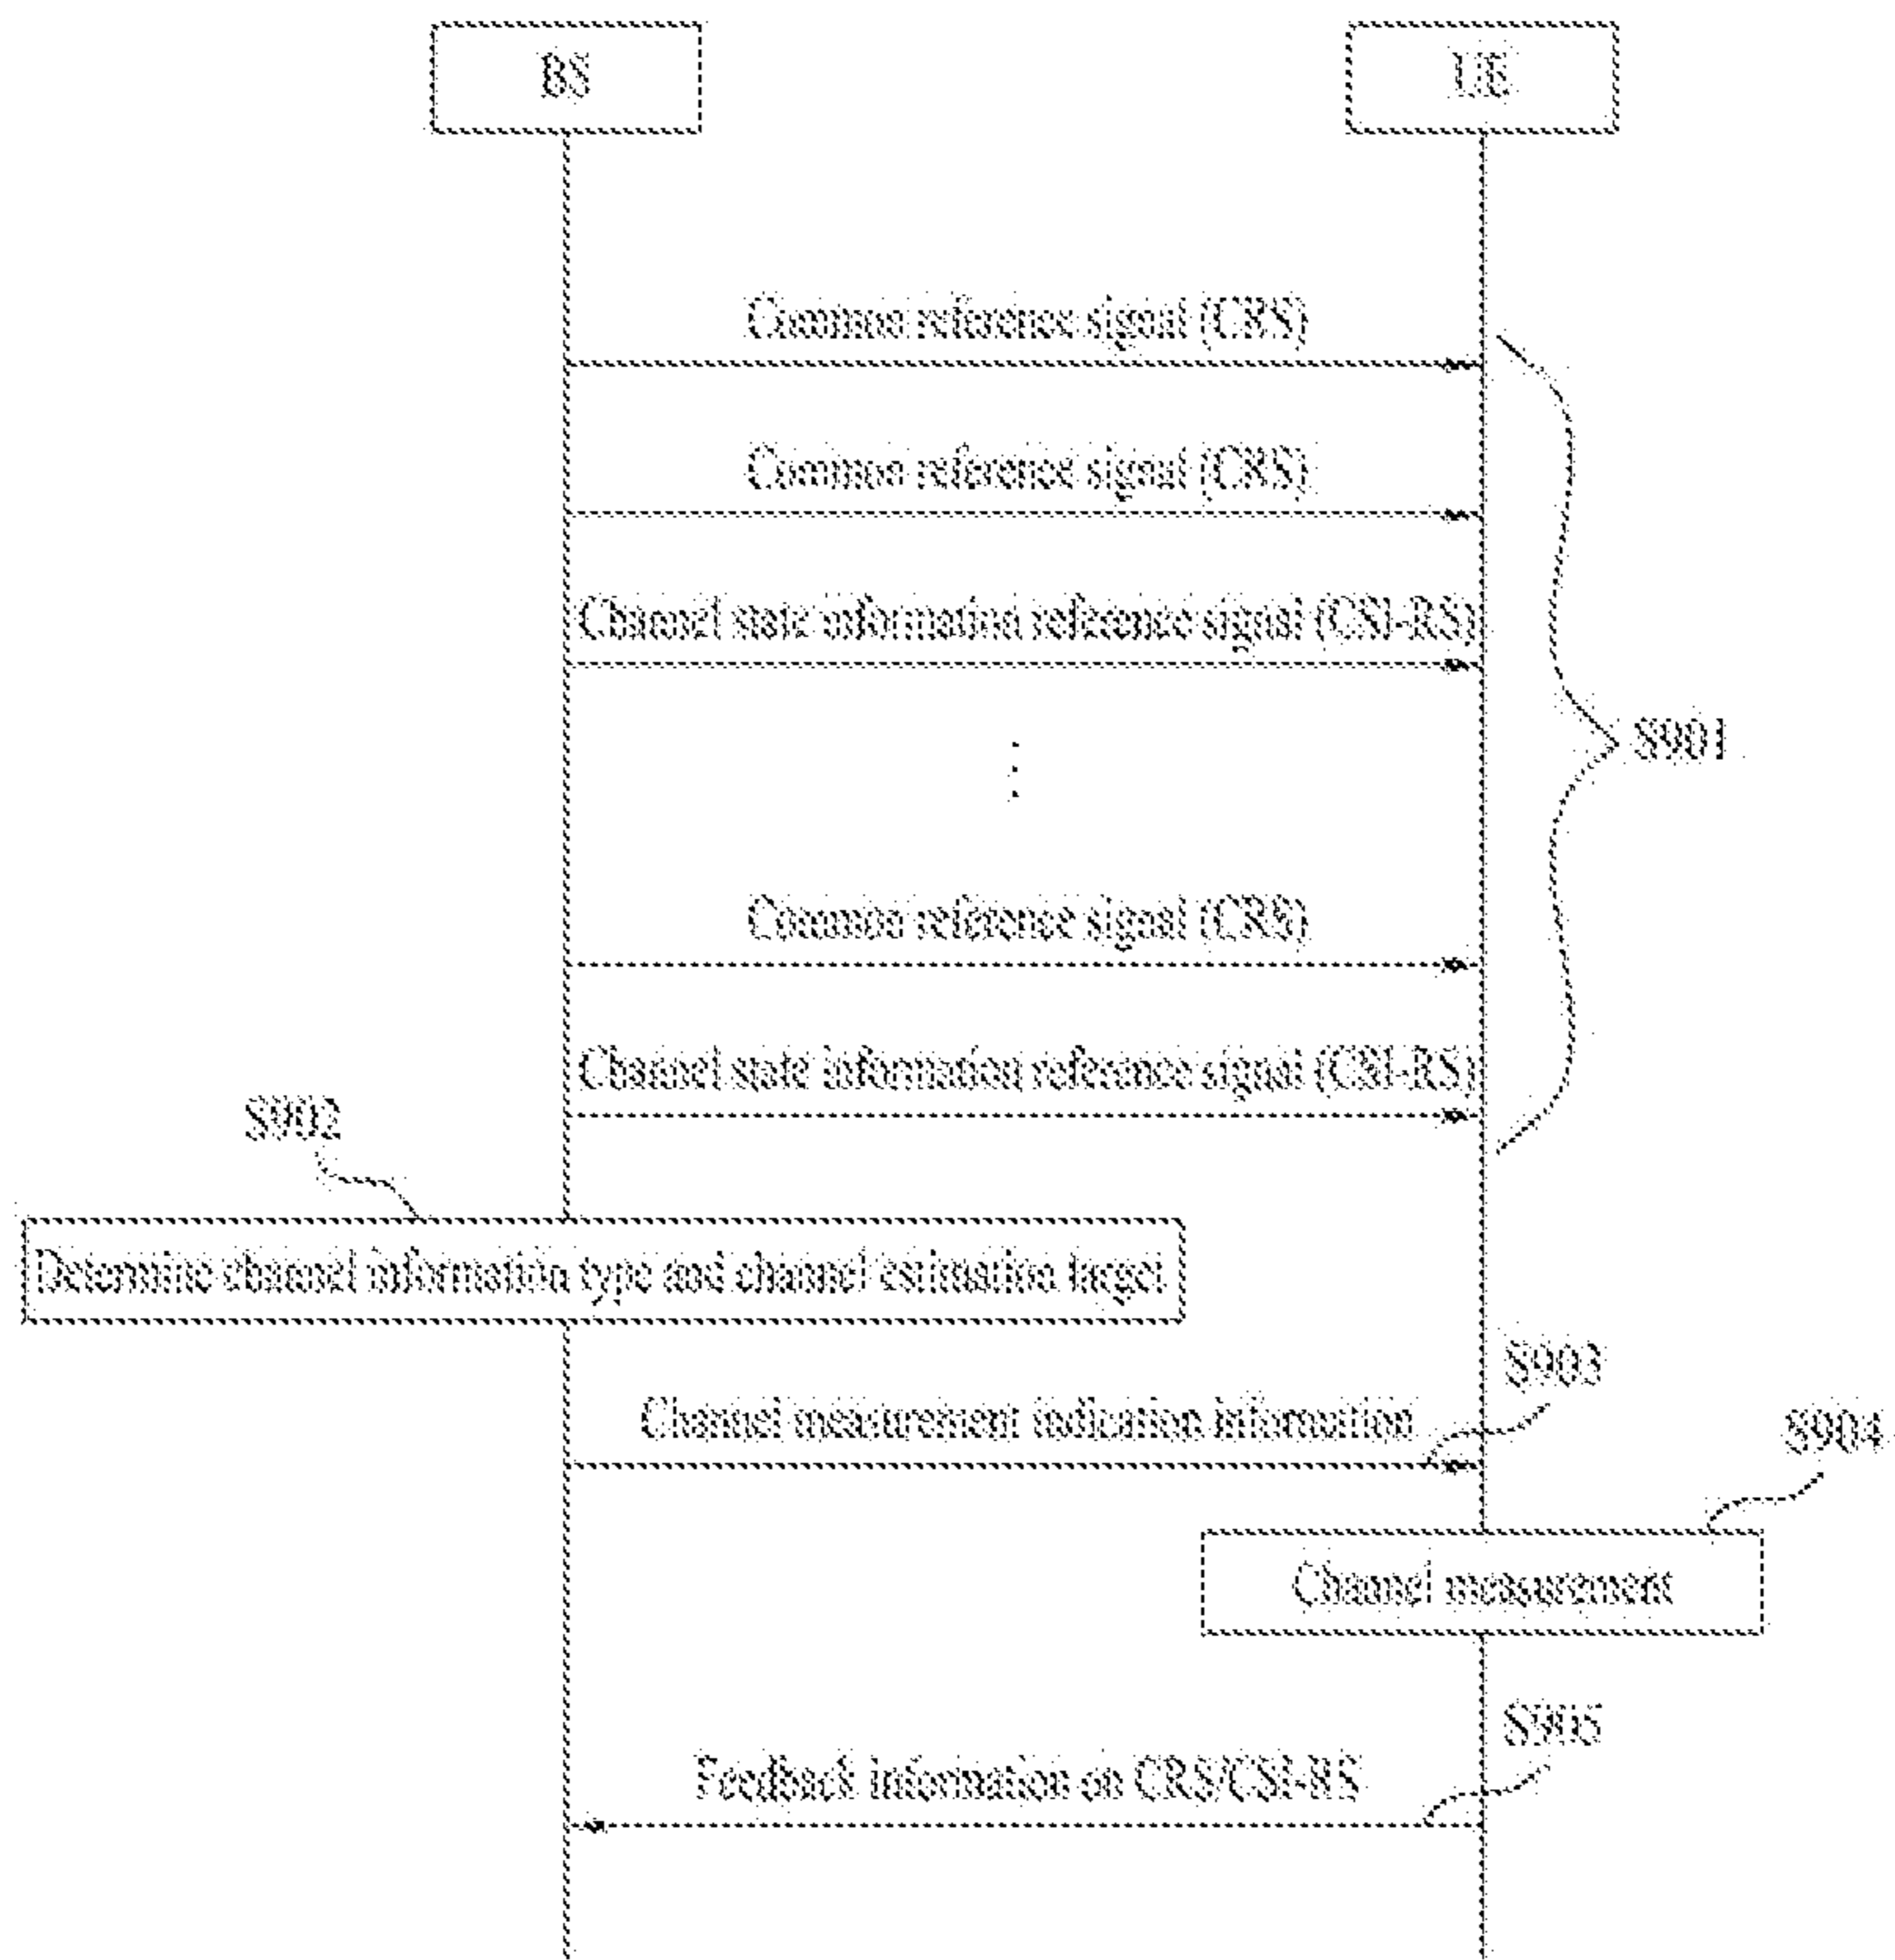 BS
UE
Common reference signal (CRS)
Common reference signal (CRS)
Channel state information reference signal (CSI-RS)
S901
Common reference signal (CRS)
Channel state information reference signal (CSI-RS)
S902
Determine channel information type and channel estimation target
S903
Channel measurement indication information
S904
Channel measurement
S905
Feedback information on CRS/CSI-RS